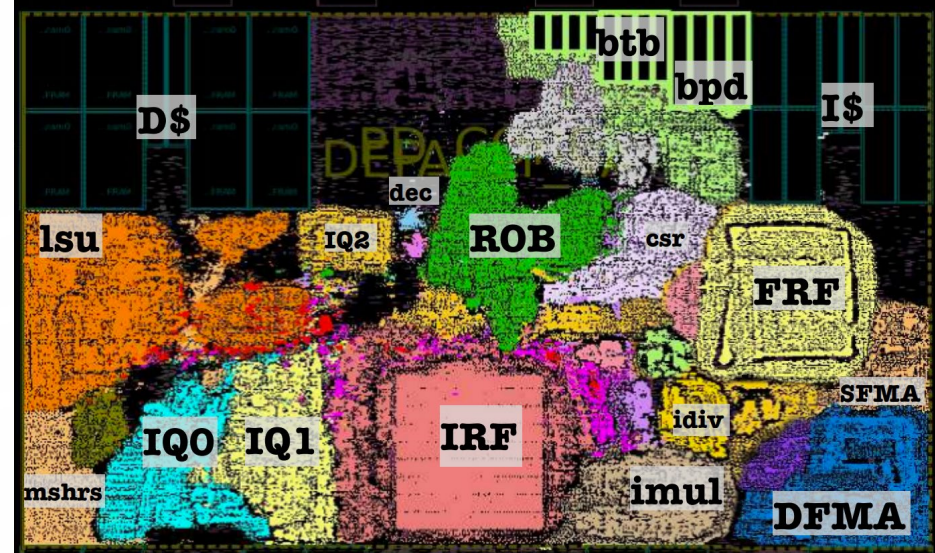 btb
bpd
D$
I$
dec
lsu
IQ2
ROB
csr
FRF
SFMA
idiv
IQ0
IQ1
IRF
mshrs
imul
DFMA